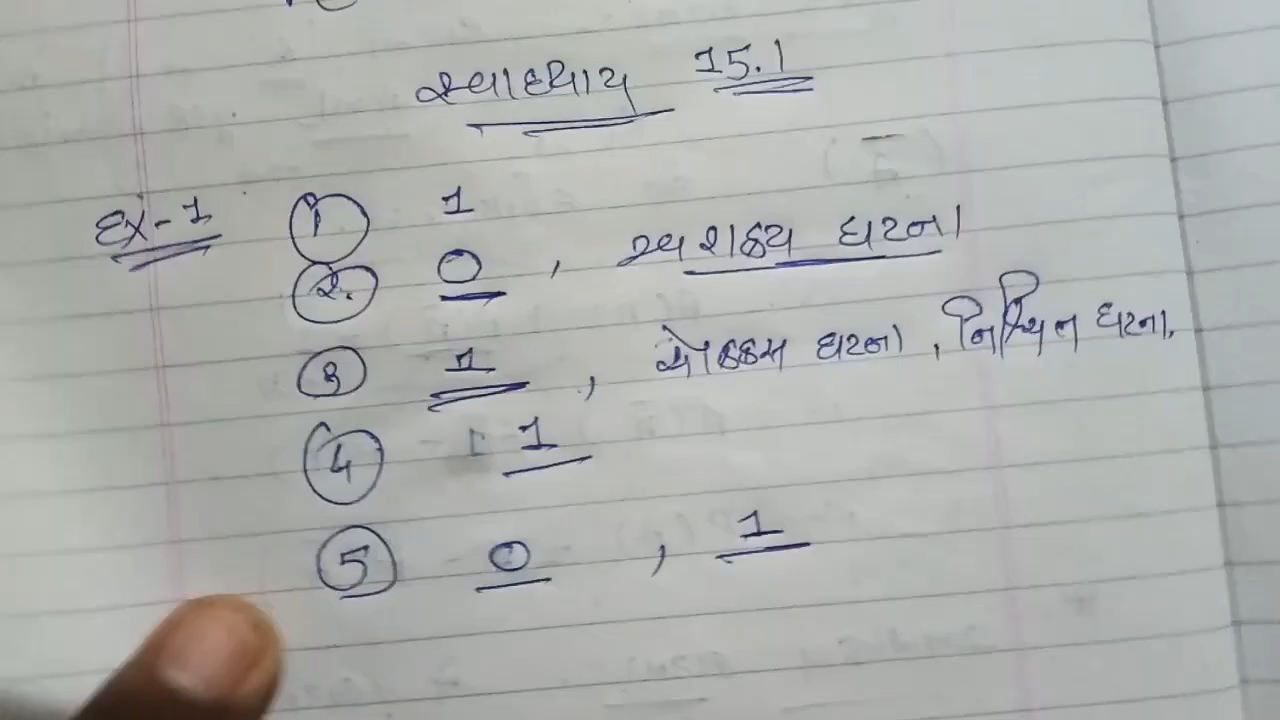 સ્વાધ્યાય 15.1
Ex-1 1 1
2. 0 , અશક્ય ઘટના
3 1 , ચોક્કસ ઘટના , નિશ્ચિત ઘટના.
4 1
5 0 , 1